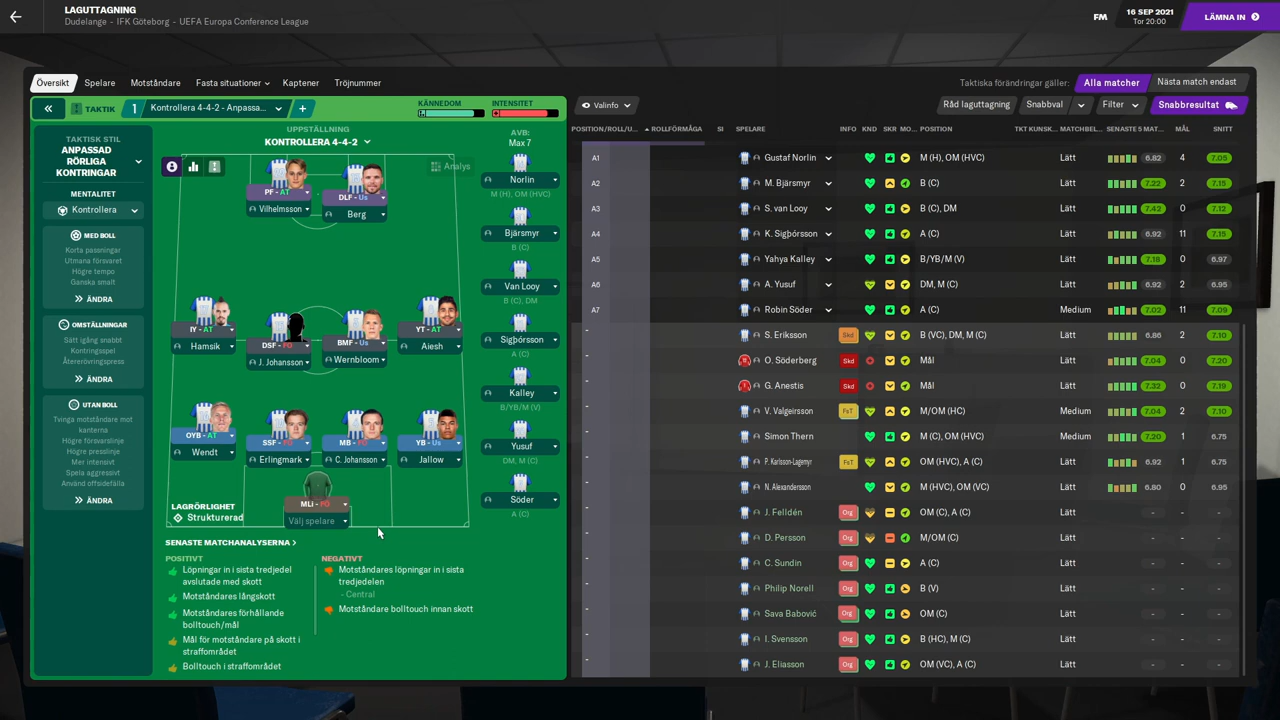 LAGUTTAGNING
Dudelange - IFK Göteborg - UEFA Europa Conference League
FM
16 SEP 2021
Tor 20:00
LÄMNA IN
Översikt
Spelare
Motståndare
Fasta situationer
Kaptener
Tröjnummer
Taktiska förändringar gäller:
Alla matcher
Nästa match endast
TAKTIK
1
Kontrollera 4-4-2 - Anpassa...
KÄNNEDOM
INTENSITET
Valinfo
Råd laguttagning
Snabbval
Filter
Snabbresultat
TAKTISK STIL
ANPASSAD
RÖRLIGA
KONTRINGAR
MENTALITET
Kontrollera
MED BOLL
Korta passningar
Utmana försvaret
Högre tempo
Ganska smalt
ÄNDRA
OMSTÄLLNINGAR
Sätt igång snabbt
Kontringsspel
Återerövringspress
ÄNDRA
UTAN BOLL
Tvinga motståndare mot
kanterna
Högre försvarslinje
Högre presslinje
Mer intensivt
Spela aggressivt
Använd offsidefälla
ÄNDRA
UPPSTÄLLNING
KONTROLLERA 4-4-2
Analys
PF - AT
Vilhelmsson
DLF - Us
Berg
IY - AT
Hamsik
DSF - FÖ
J. Johansson
BMF - Us
Wernbloom
YT - AT
Aiesh
OYB - AT
Wendt
SSF - FÖ
Erlingmark
MB - FÖ
C. Johansson
YB - Us
Jallow
MLi - FÖ
Välj spelare
LAGRÖRLIGHET
Strukturerad
AVB:
Max 7
Norlin
M (H), OM (HVC)
Bjärsmyr
B (C)
Van Looy
B (C), DM
Sigþórsson
A (C)
Kalley
B/YB/M (V)
Yusuf
DM, M (C)
Söder
A (C)
SENASTE MATCHANALYSERNA
POSITIVT
Löpningar in i sista tredjedel
avslutade med skott
Motståndares långskott
Motståndares förhållande
bolltouch/mål
Mål för motståndare på skott i
straffområdet
Bolltouch i straffområdet
NEGATIVT
Motståndares löpningar in i sista
tredjedelen
- Central
Motståndare bolltouch innan skott
POSITION/ROLL/U... ROLLFÖRMÅGA SI SPELARE INFO KND SKR MO... POSITION TKT KUNSK... MATCHBEL... SENASTE 5 MAT... MÅL SNITT
A1 Gustaf Norlin M (H), OM (HVC) Lätt 6.82 4 7.05
A2 M. Bjärsmyr B (C) Lätt 7.22 2 7.15
A3 S. van Looy B (C), DM Lätt 7.42 0 7.12
A4 K. Sigþórsson A (C) Lätt 6.92 11 7.15
A5 Yahya Kalley B/YB/M (V) Lätt 7.18 0 6.97
A6 A. Yusuf DM, M (C) Lätt 6.92 2 6.95
A7 Robin Söder A (C) Medium 7.02 11 7.09
- S. Eriksson Skd B (VC), DM, M (C) Lätt 6.86 2 7.10
- O. Söderberg Skd Mål Lätt 7.04 0 7.20
- G. Anestis Skd Mål Lätt 7.32 0 7.19
- V. Valgeirsson FsT M/OM (HC) Medium 7.04 2 7.10
- Simon Thern M (C), OM (HVC) Medium 7.20 1 6.75
- P. Karlsson-Lagemyr FsT OM (HVC), A (C) Lätt 6.92 1 6.75
- N. Alexandersson M (HVC), OM (VC) Lätt 6.80 0 6.95
- J. Felldén Org OM (C), A (C) Lätt - - -
- D. Persson Org M/OM (C) Lätt - - -
- C. Sundin Org A (C) Lätt - - -
- Philip Norell Org B (V) Lätt - - -
- Sava Babović Org OM (C) Lätt - - -
- I. Svensson Org B (HC), M (C) Lätt - - -
- J. Eliasson Org OM (VC), A (C) Lätt - - -